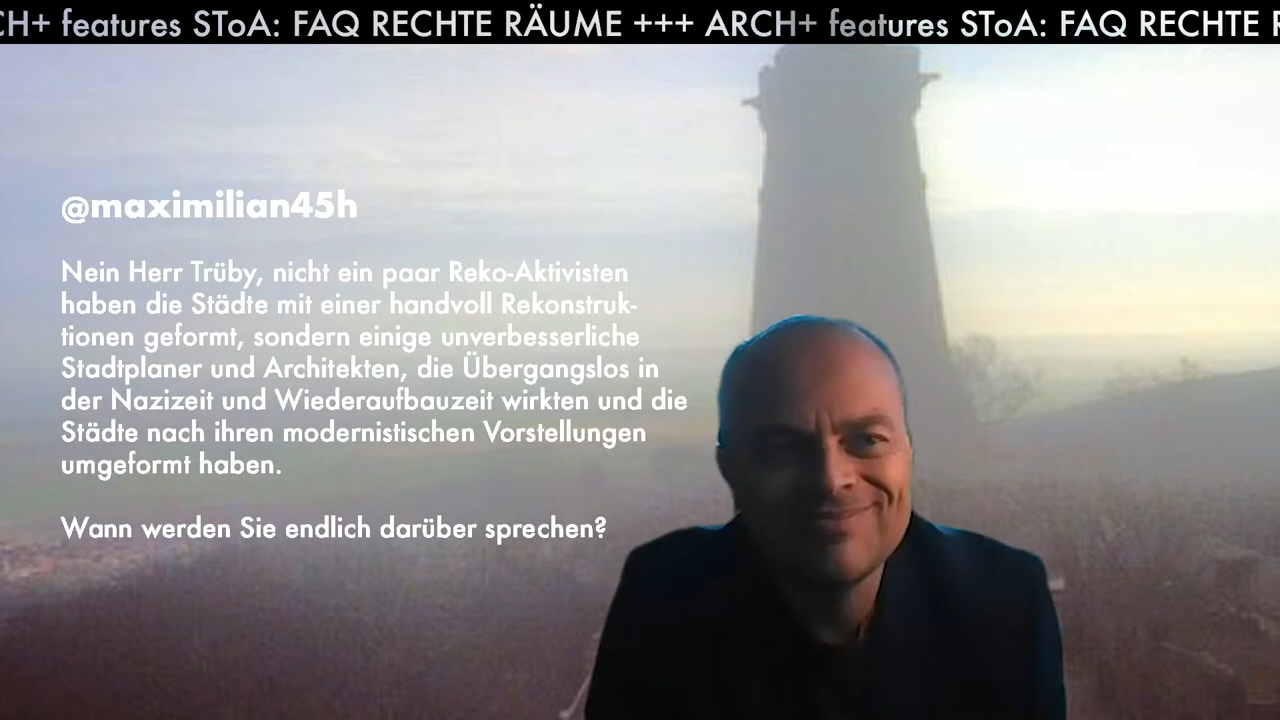 CH+ features SToA: FAQ RECHTE RÄUME +++ ARCH+ features SToA: FAQ RECHTE R
@maximilian45h
Nein Herr Trüby, nicht ein paar Reko-Aktivisten
haben die Städte mit einer handvoll Rekonstruk-
tionen geformt, sondern einige unverbesserliche
Stadtplaner und Architekten, die Übergangslos in
der Nazizeit und Wiederaufbauzeit wirkten und die
Städte nach ihren modernistischen Vorstellungen
umgeformt haben.
Wann werden Sie endlich darüber sprechen?